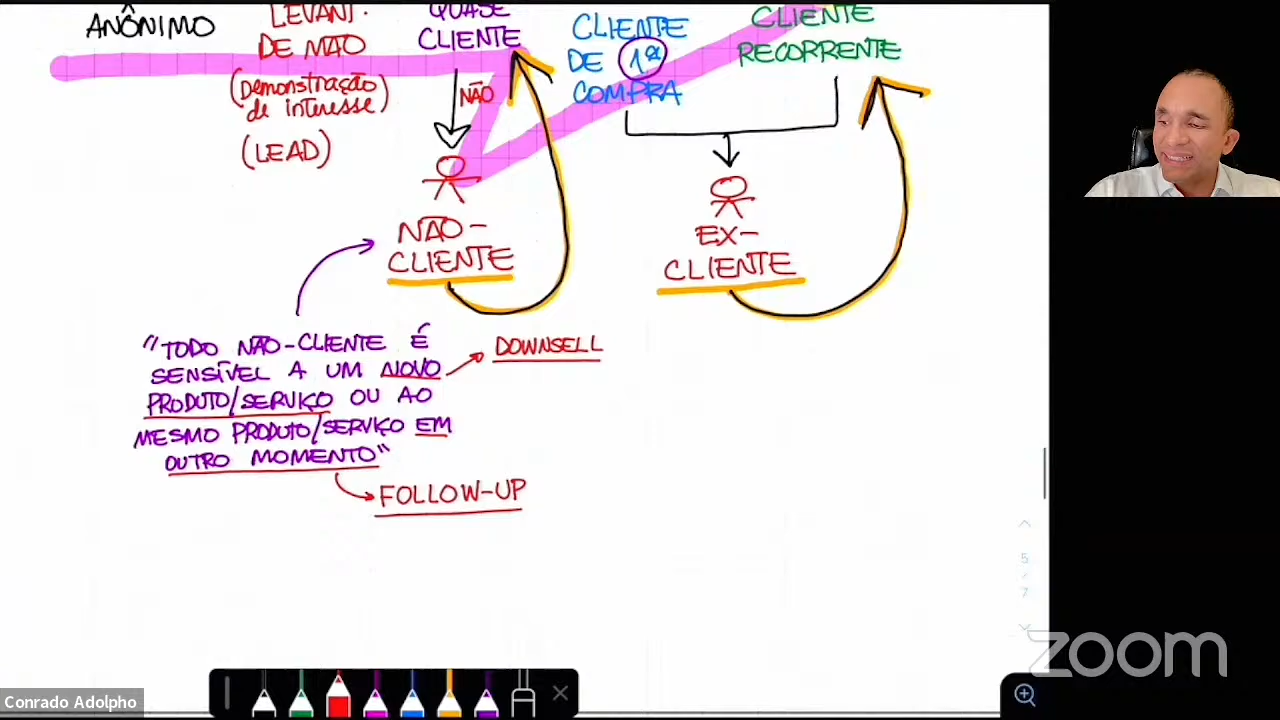 ANÔNIMO
LEVANT.
DE MÃO
(Demonstração
de interesse)
(LEAD)
QUASE
CLIENTE
NÃO
CLIENTE
DE 1ª
COMPRA
CLIENTE
RECORRENTE
NÃO-
CLIENTE
EX-
CLIENTE
"TODO NÃO-CLIENTE É
SENSÍVEL A UM NOVO
PRODUTO/SERVIÇO OU AO
MESMO PRODUTO/SERVIÇO EM
OUTRO MOMENTO"
DOWNSELL
FOLLOW-UP
5
7
zoom
Conrado Adolpho